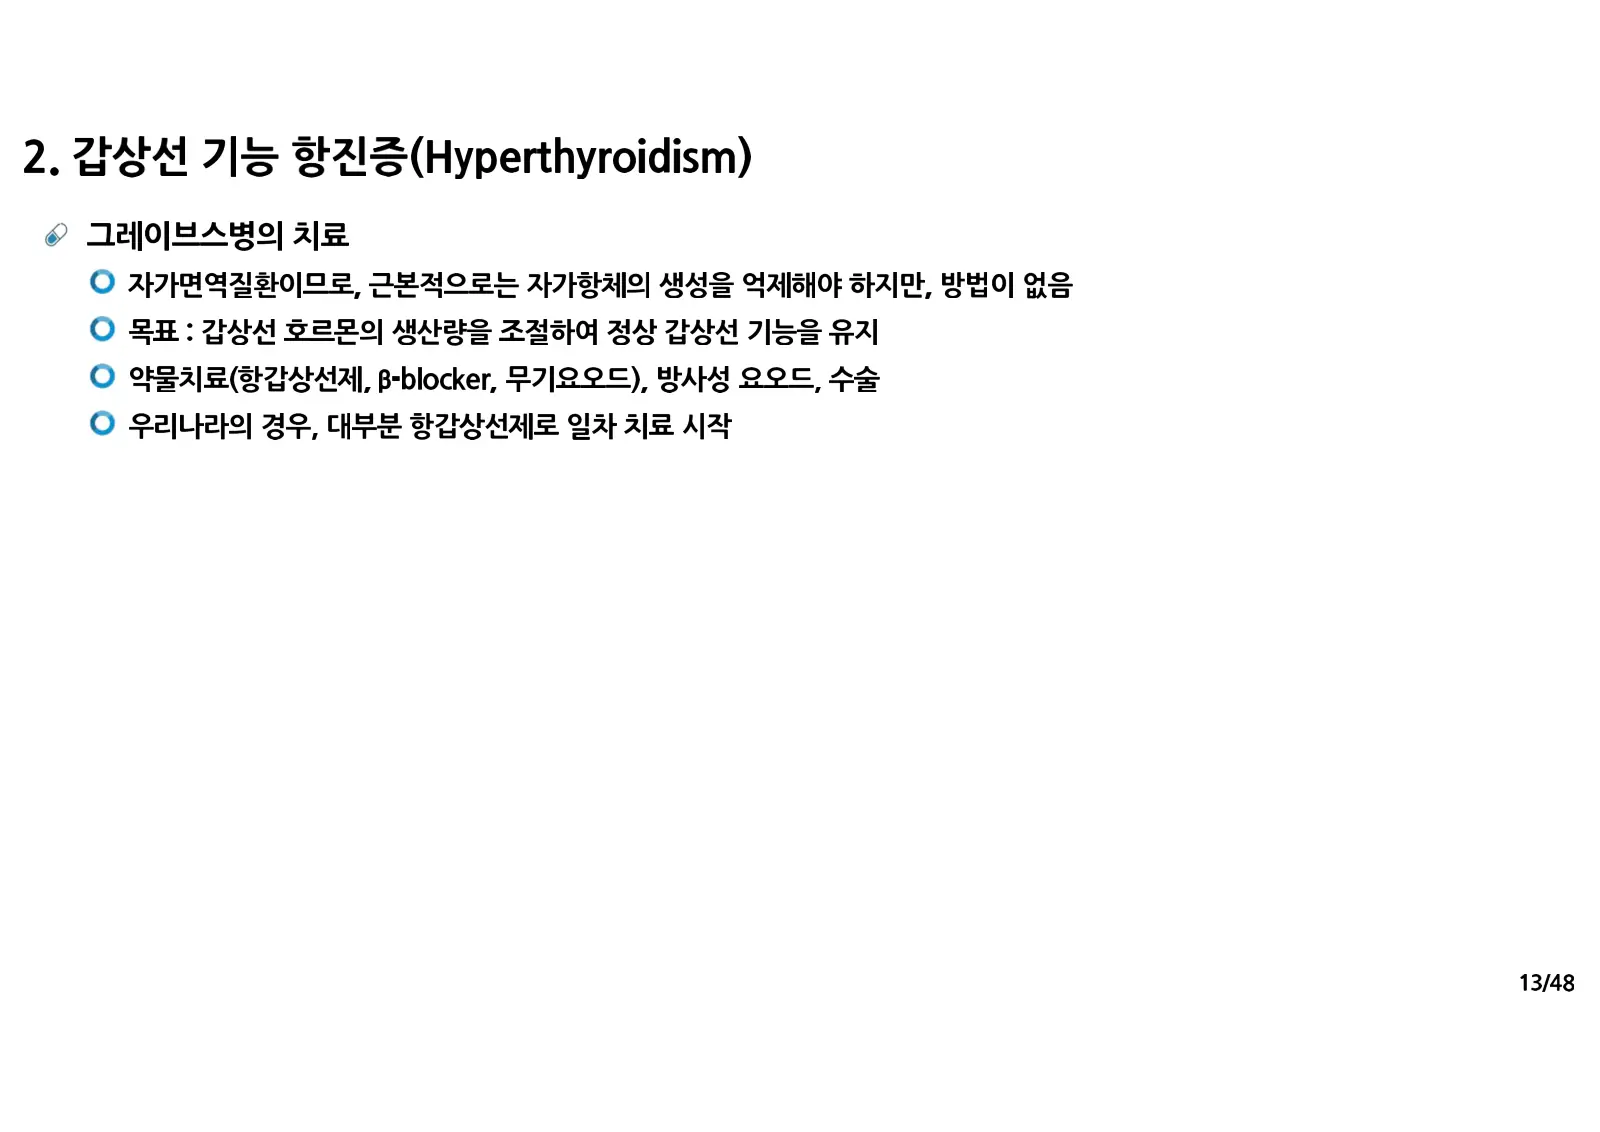 2. 갑상선 기능 항진증(Hyperthyroidism)
그레이브스병의 치료
자가면역질환이므로, 근본적으로는 자가항체의 생성을 억제해야 하지만, 방법이 없음
목표 : 갑상선 호르몬의 생산량을 조절하여 정상 갑상선 기능을 유지
약물치료(항갑상선제, β-blocker, 무기요오드), 방사성 요오드, 수술
우리나라의 경우, 대부분 항갑상선제로 일차 치료 시작
13/48